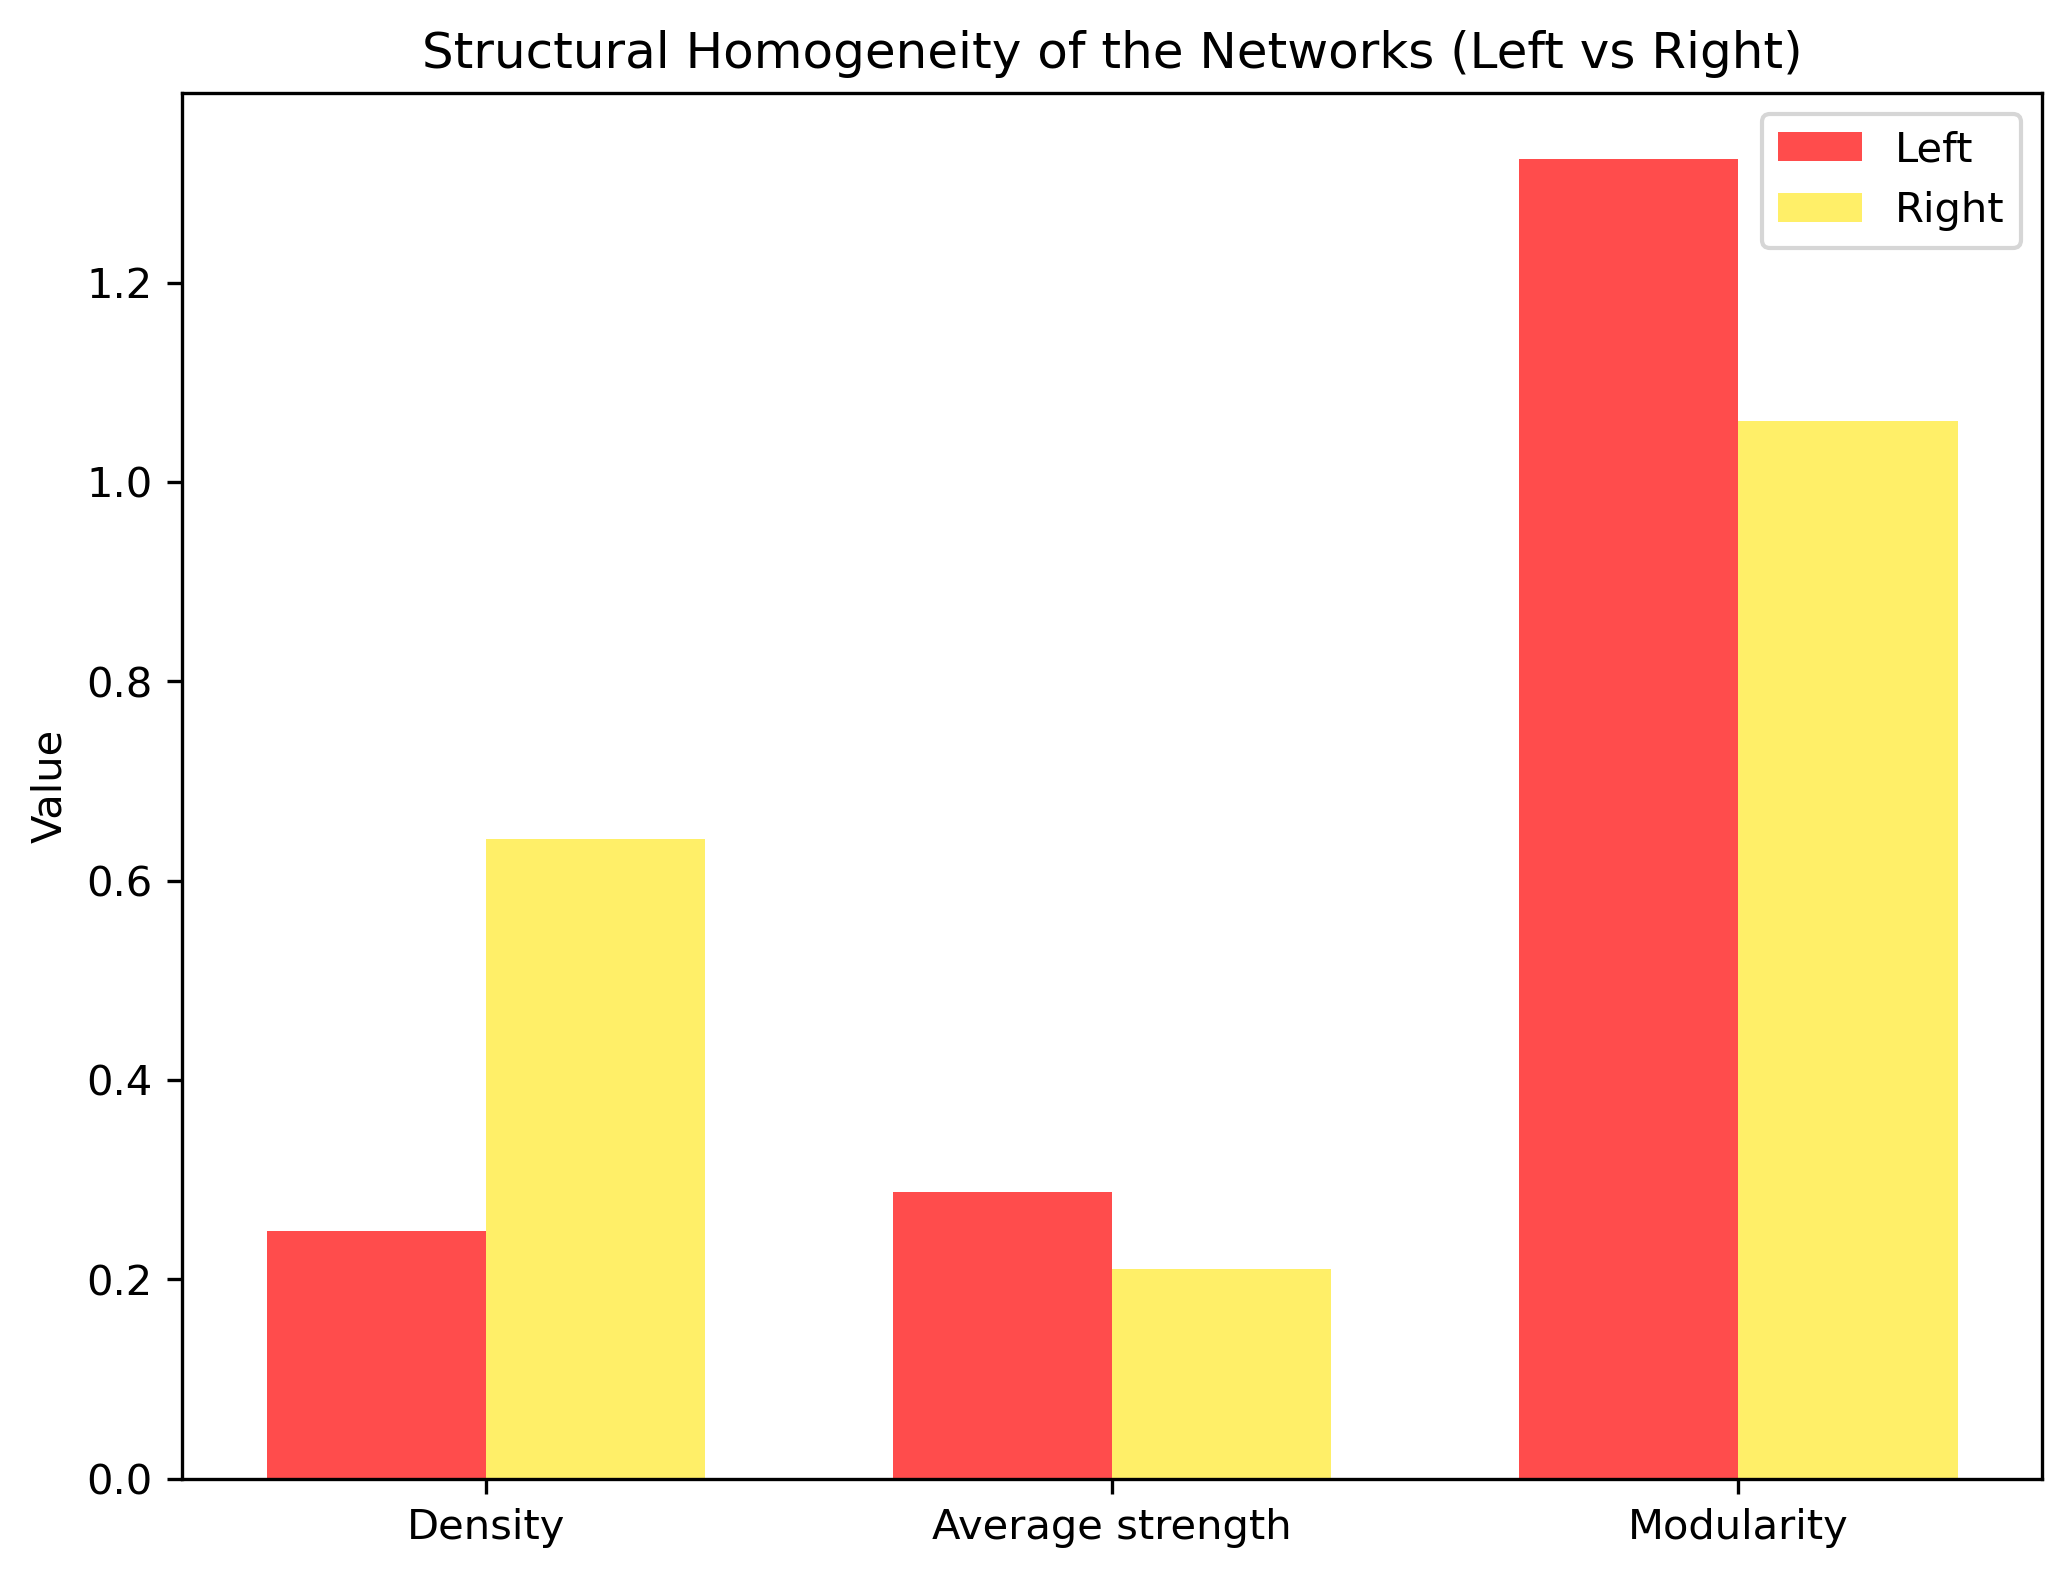 Structural Homogeneity of the Networks (Left vs Right)
Left
Right
1.2
1.0
0.8
0.6
0.4
0.2
0.0
Value
Density
Average strength
Modularity